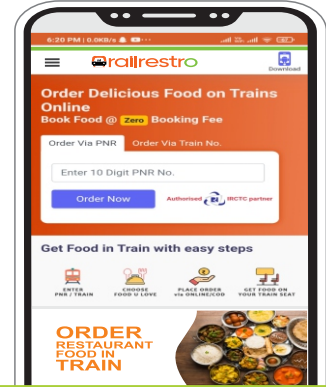 6:20 PM | 0.0KB/s
railrestro
Download
Order Delicious Food on Trains
Online
Book Food @ Zero Booking Fee
Order Via PNR
Order Via Train No.
Enter 10 Digit PNR No.
Order Now
Authorised IRCTC partner
Get Food in Train with easy steps
ENTER
PNR / TRAIN
CHOOSE
FOOD U LOVE
PLACE ORDER
via ONLINE/COD
GET FOOD ON
YOUR TRAIN SEAT
ORDER
RESTAURANT
FOOD IN
TRAIN